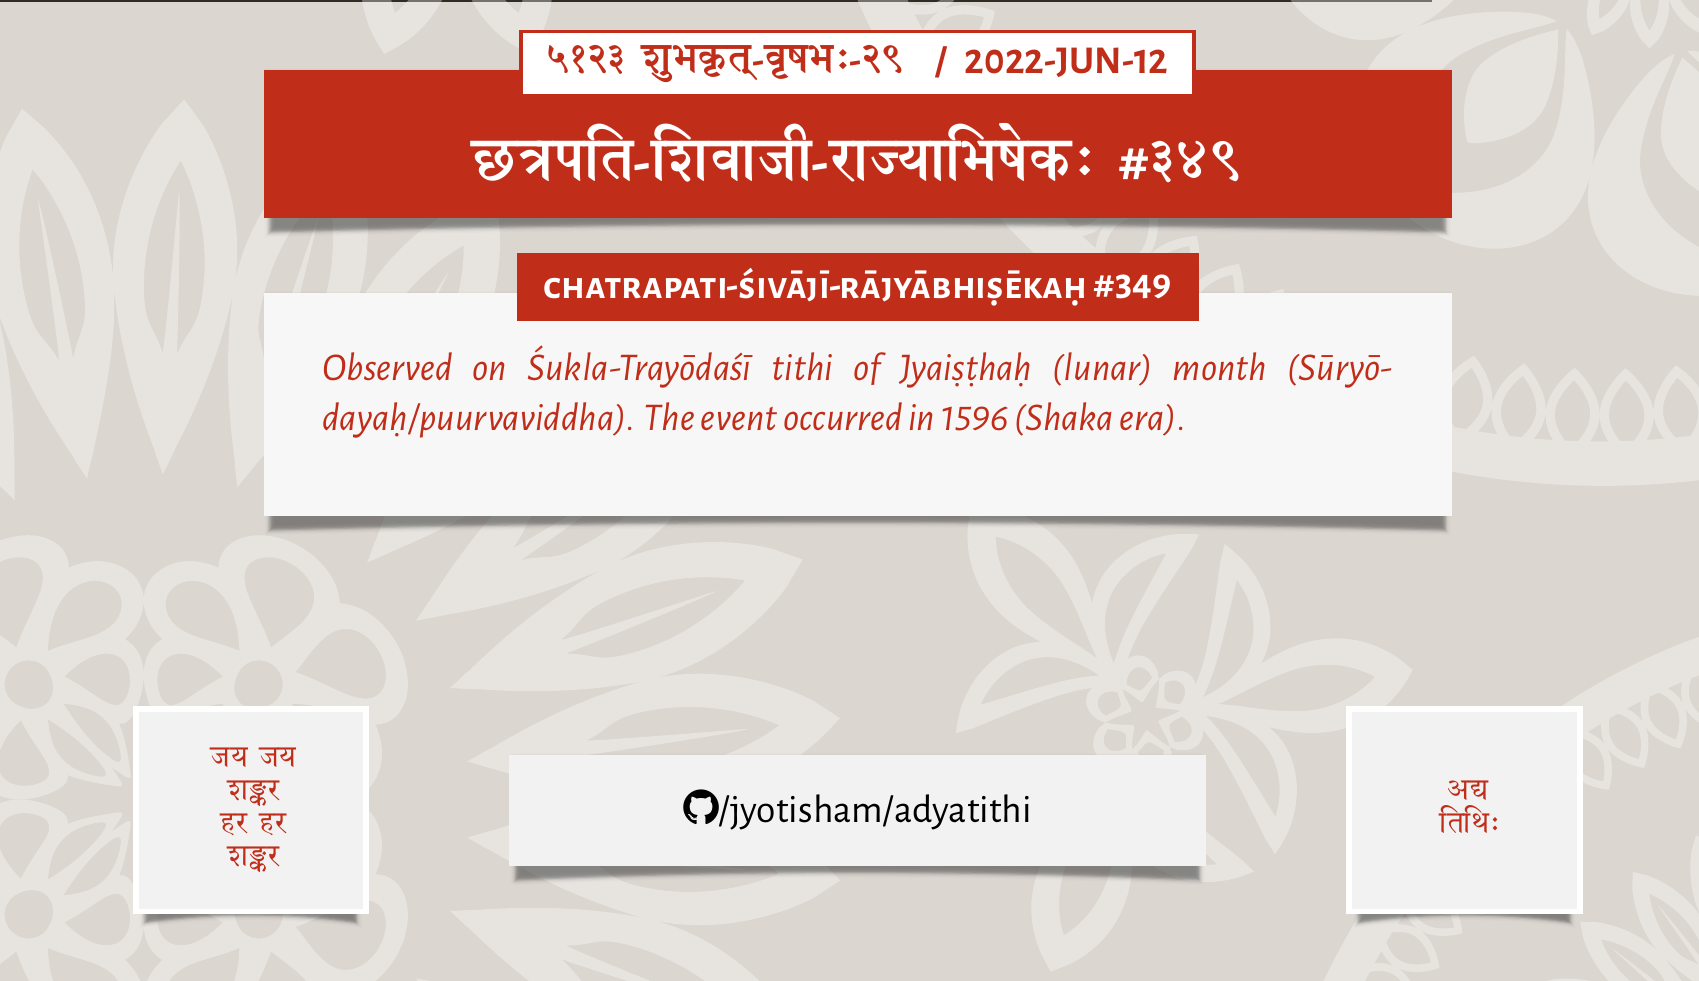 ५१२३ शुभकृत्-वृषभः-२९ / 2022-JUN-12
छत्रपति-शिवाजी-राज्याभिषेकः #३४९
CHATRAPATI-ŚIVĀJĪ-RĀJYĀBHIṢĒKAḤ #349
Observed on Śukla-Trayōdaśī tithi of Jyaiṣṭhaḥ (lunar) month (Sūryō-
dayaḥ/puurvaviddha). The event occurred in 1596 (Shaka era).
जय जय
शङ्कर
हर हर
शङ्कर
/jyotisham/adyatithi
अद्य
तिथिः